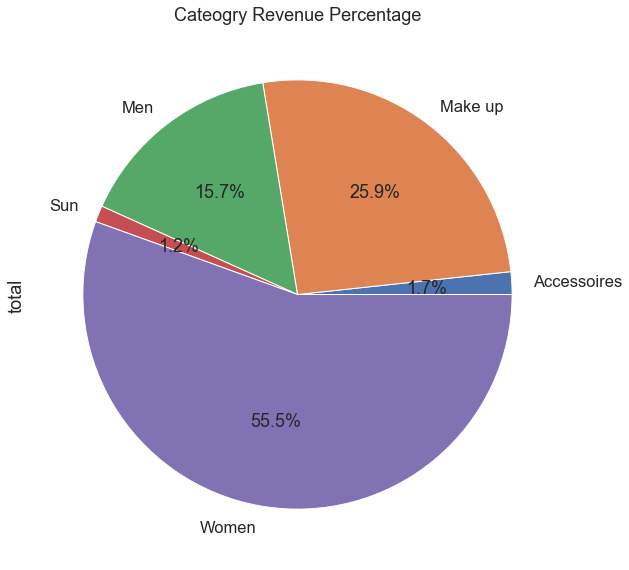 Cateogry Revenue Percentage
Men
Make up
15.7%
25.9%
Sun
1.2%
Accessoires
1.7%
total
55.5%
Women